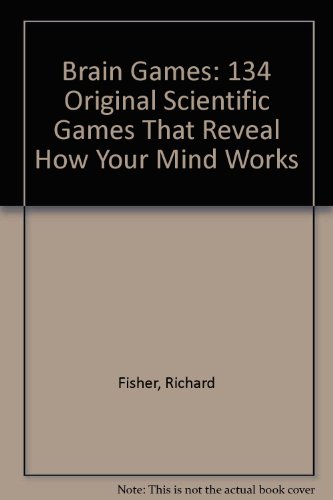 Brain Games: 134
Original Scientific
Games That Reveal
How Your Mind Works
Fisher, Richard
Note: This is not the actual book cover